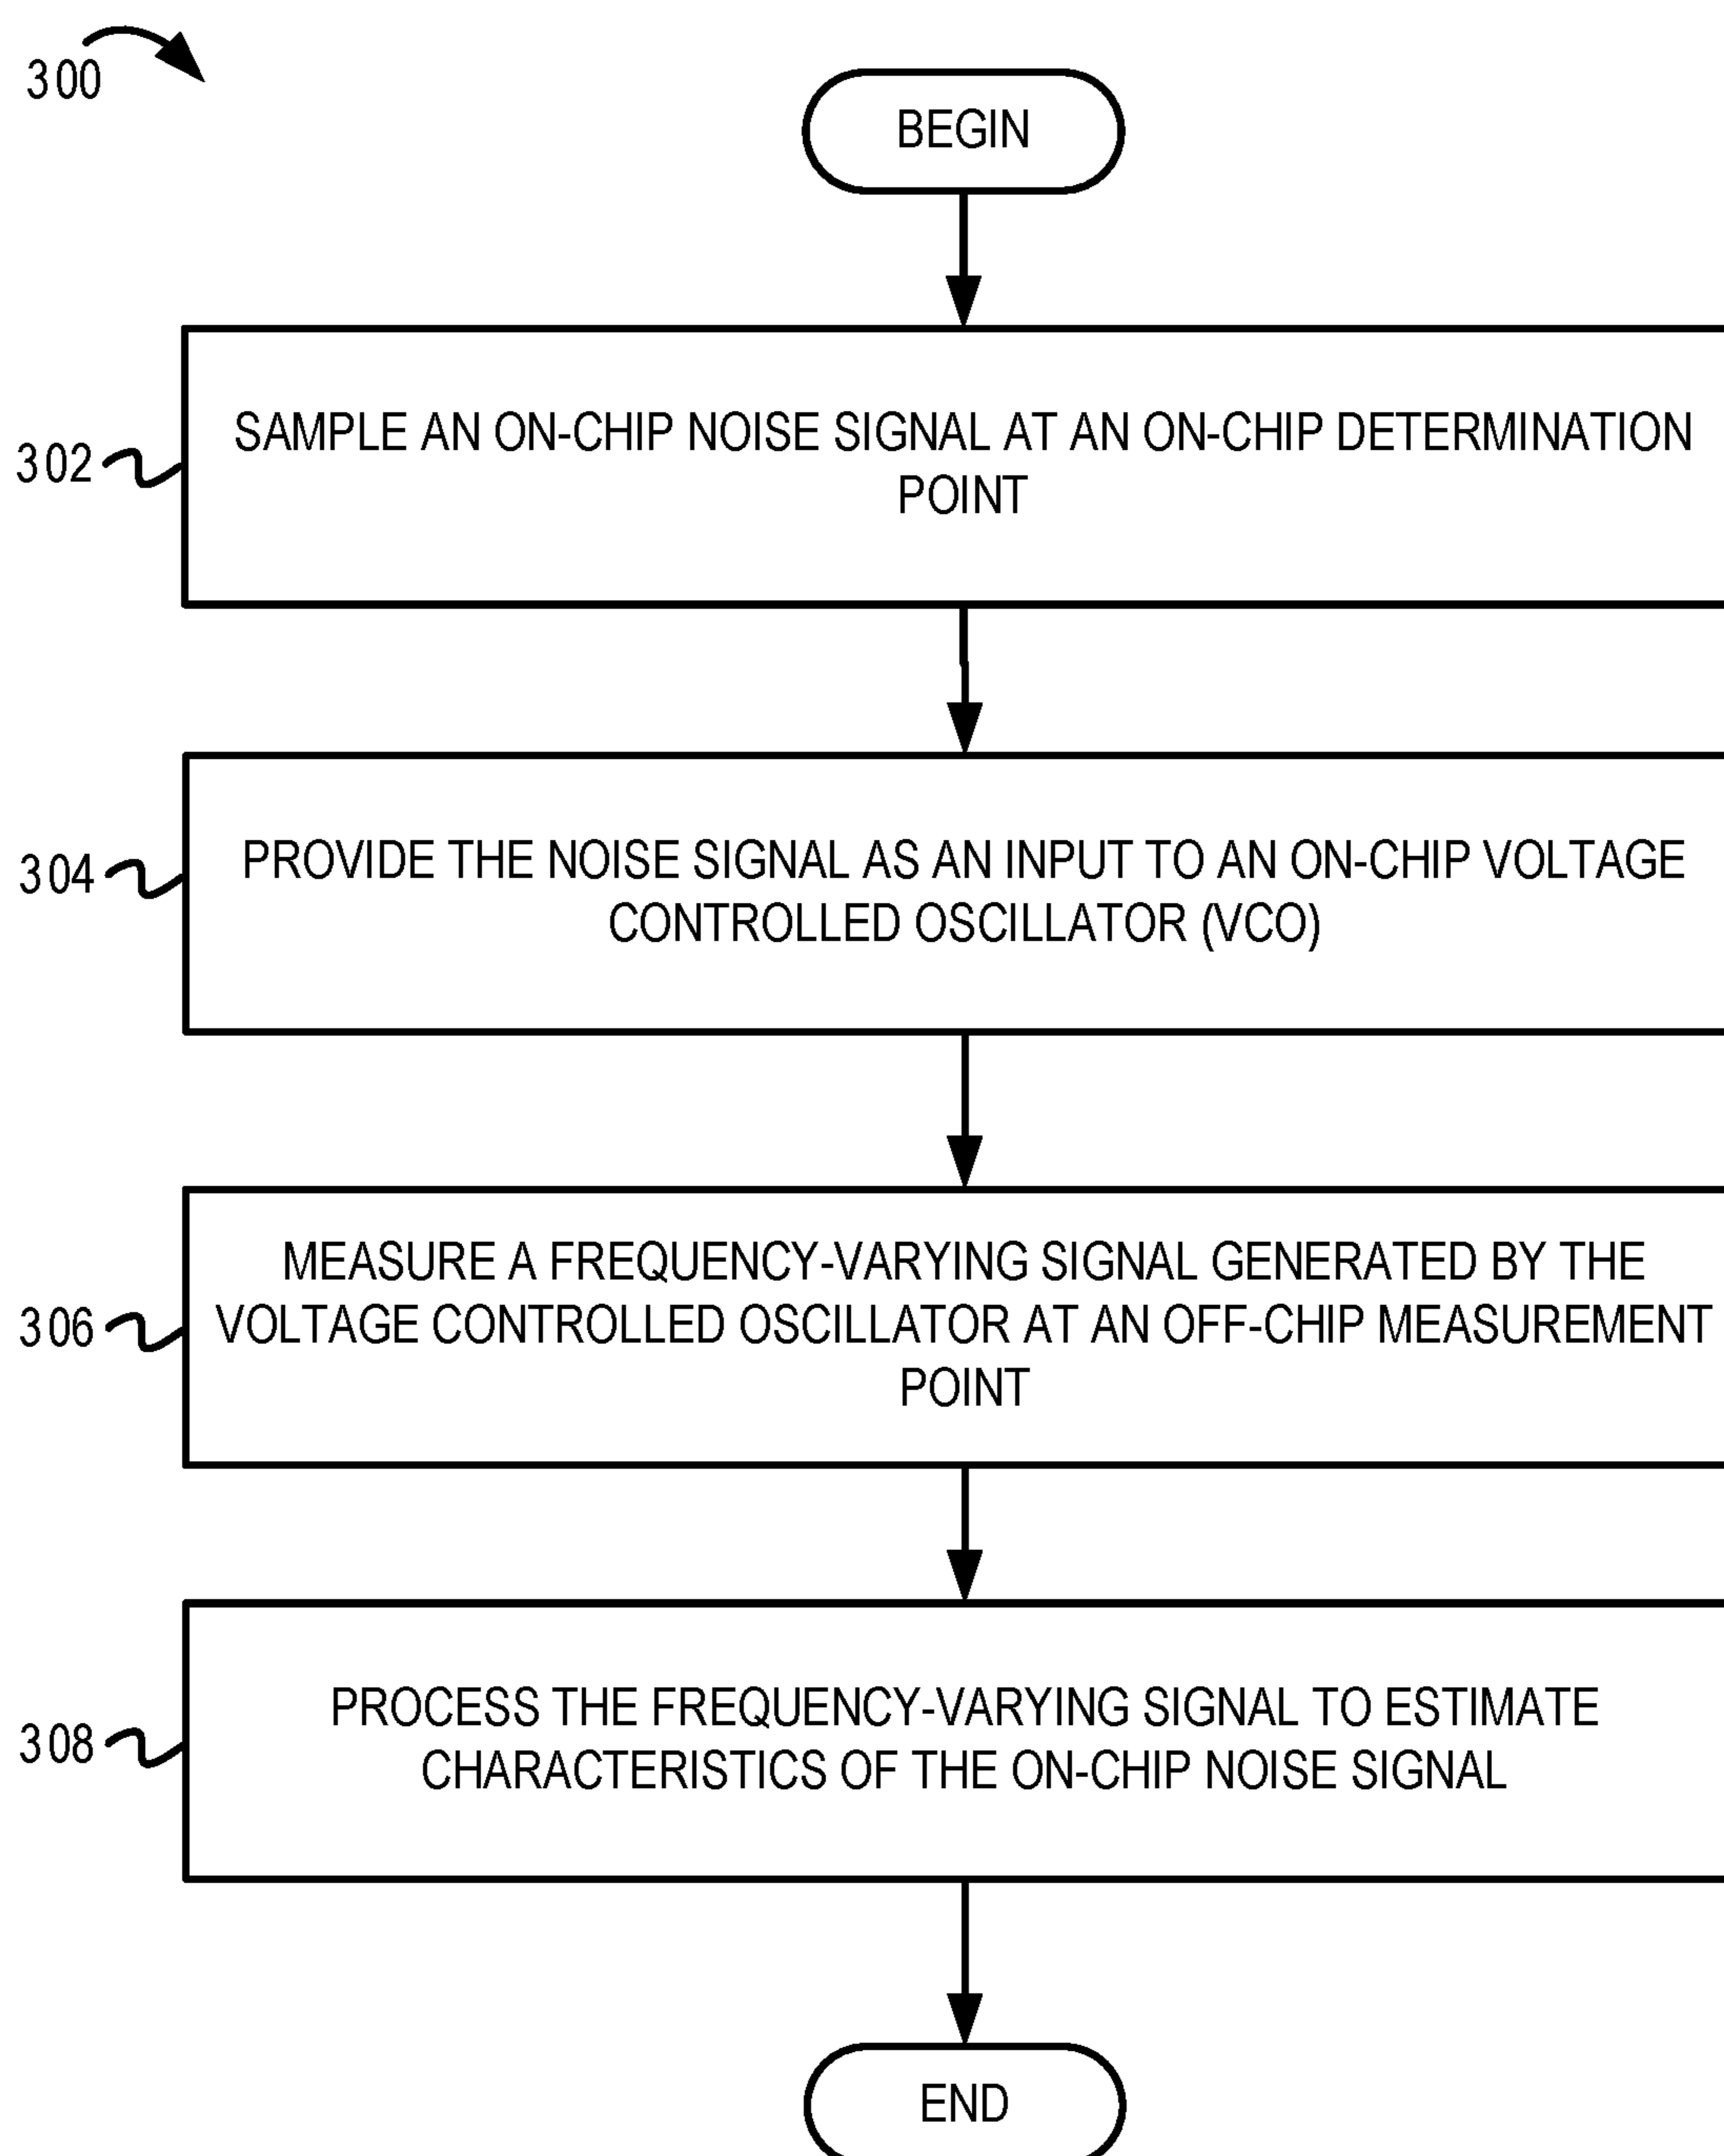 300
BEGIN
SAMPLE AN ON-CHIP NOISE SIGNAL AT AN ON-CHIP DETERMINATION
POINT
302
PROVIDE THE NOISE SIGNAL AS AN INPUT TO AN ON-CHIP VOLTAGE
CONTROLLED OSCILLATOR (VCO)
304
MEASURE A FREQUENCY-VARYING SIGNAL GENERATED BY THE
VOLTAGE CONTROLLED OSCILLATOR AT AN OFF-CHIP MEASUREMENT
POINT
306
PROCESS THE FREQUENCY-VARYING SIGNAL TO ESTIMATE
CHARACTERISTICS OF THE ON-CHIP NOISE SIGNAL
308
END